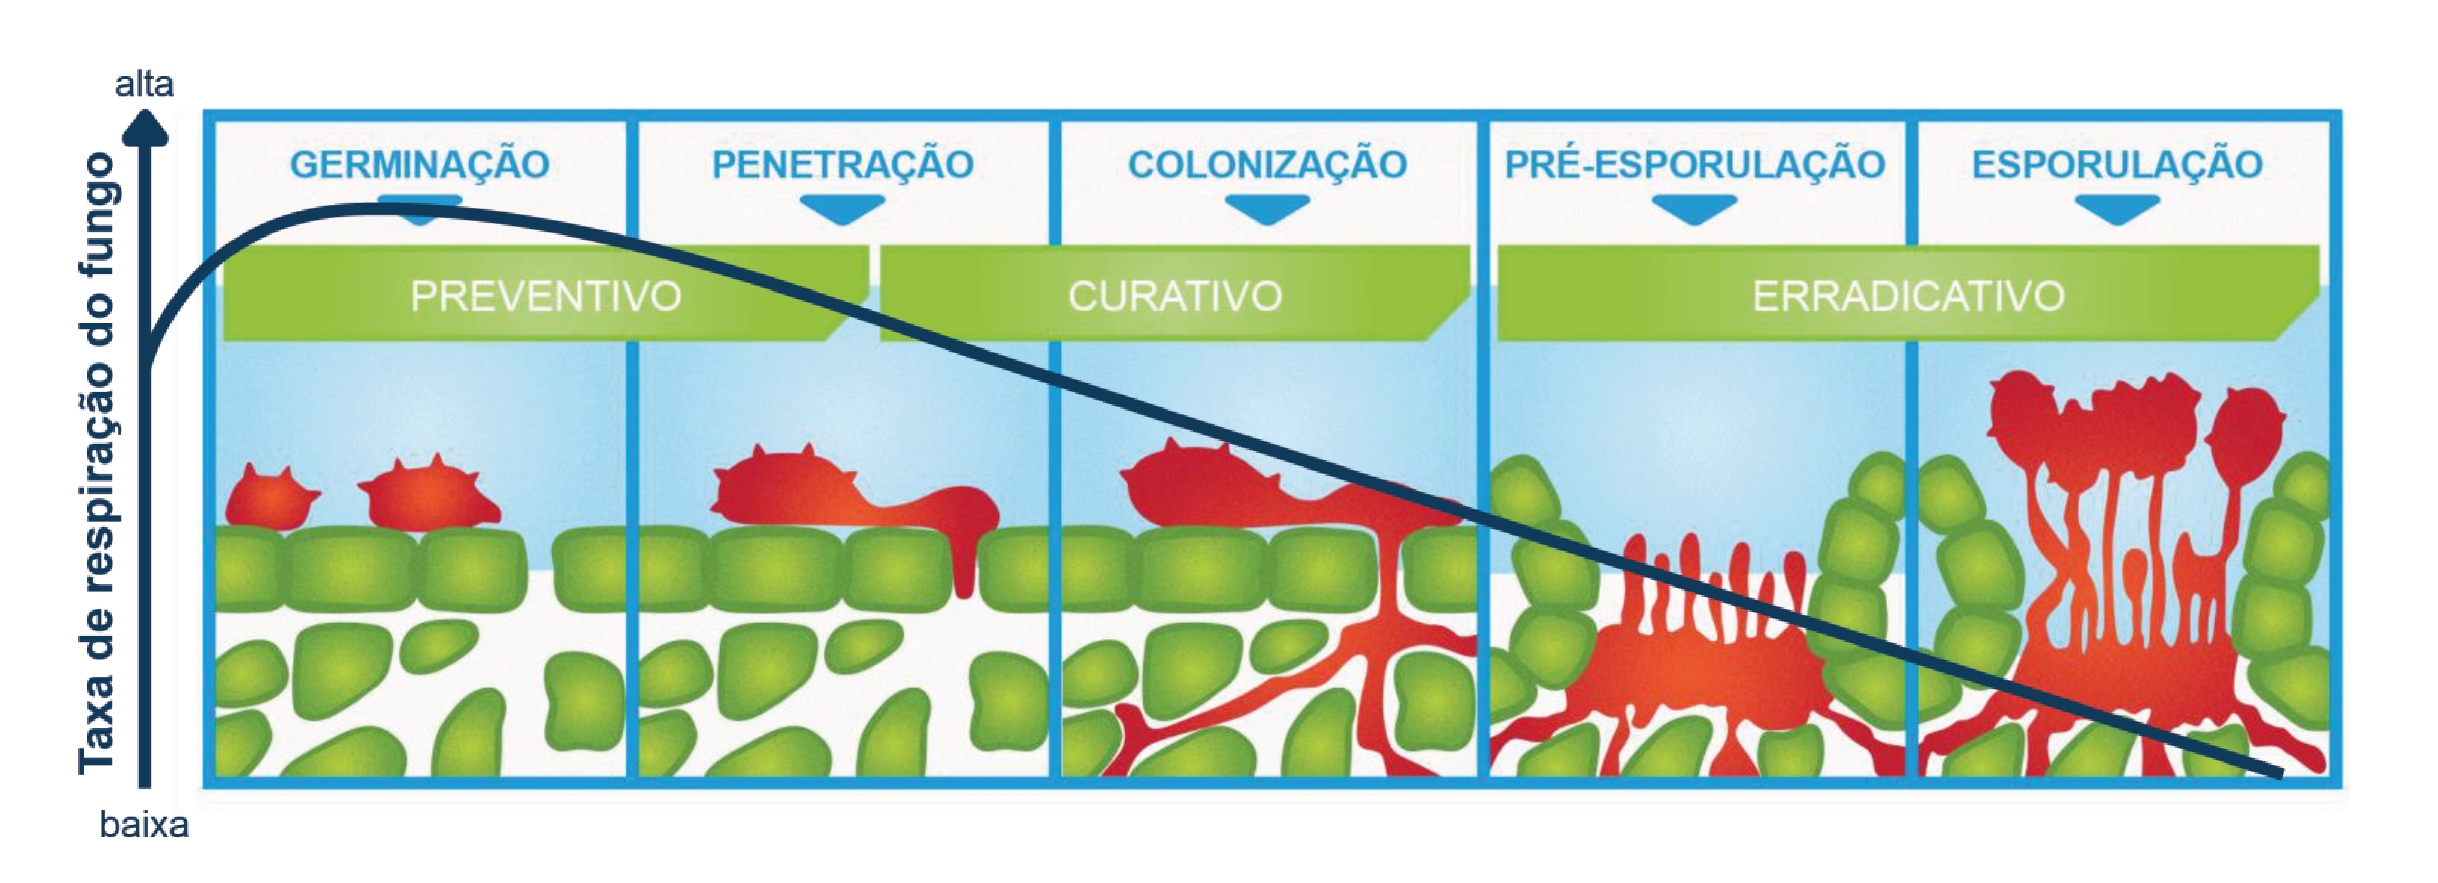 alta
Taxa de respiração do fungo
baixa
GERMINAÇÃO
PENETRAÇÃO
COLONIZAÇÃO
PRÉ-ESPORULAÇÃO
ESPORULAÇÃO
PREVENTIVO
CURATIVO
ERRADICATIVO